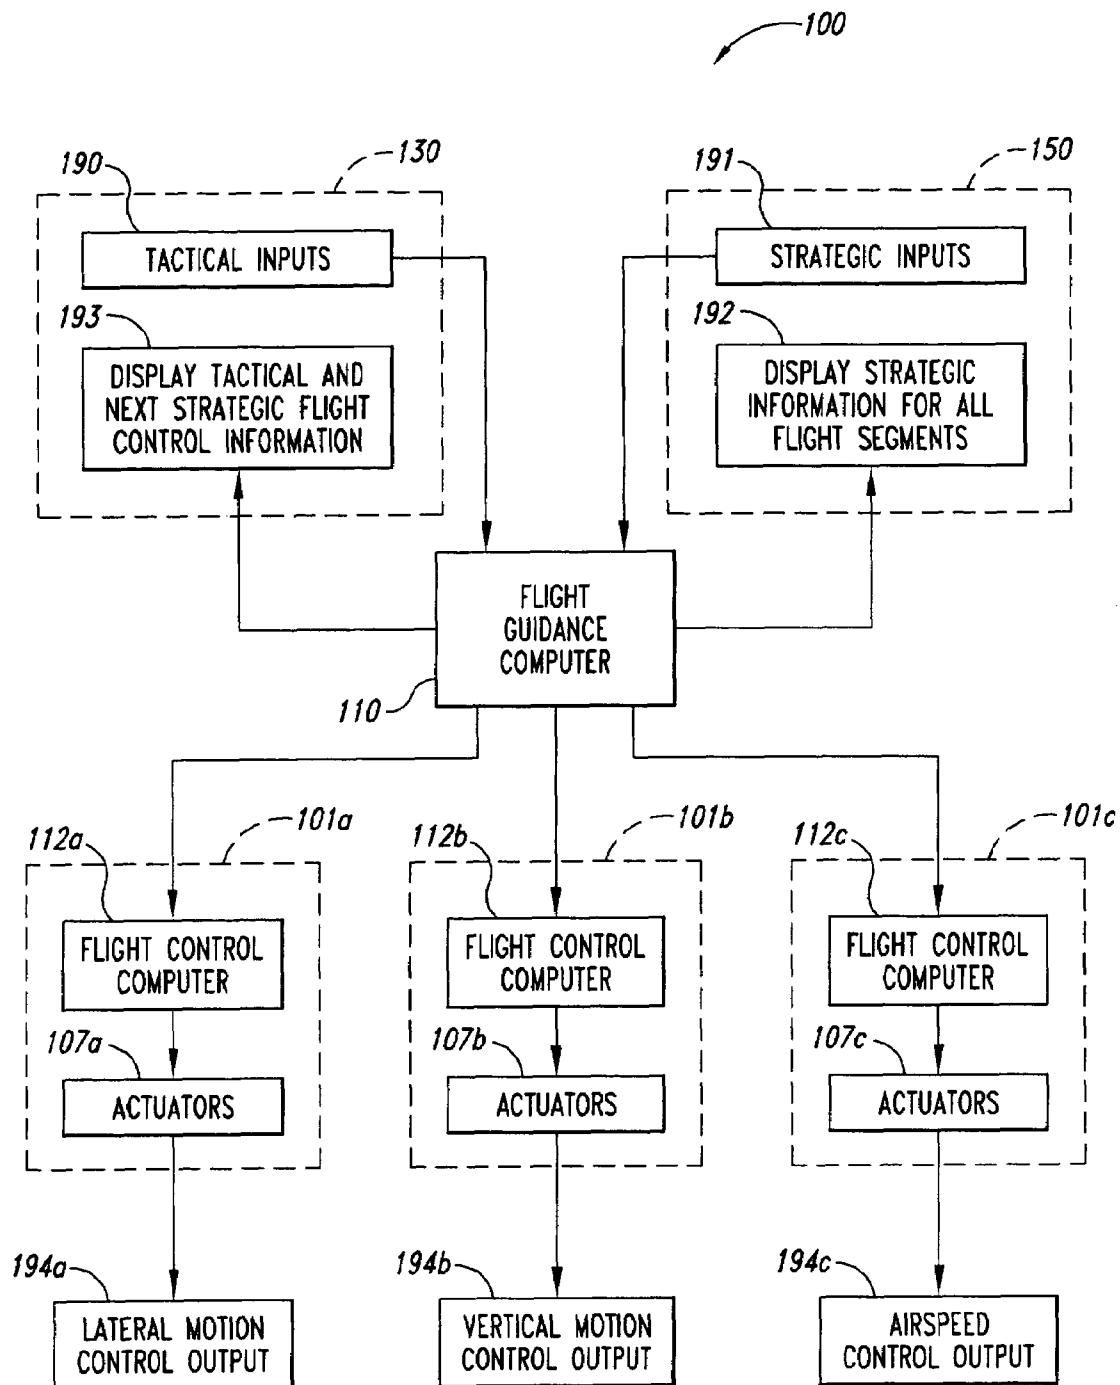 100
130
150
190
191
TACTICAL INPUTS
STRATEGIC INPUTS
193
192
DISPLAY TACTICAL AND
NEXT STRATEGIC FLIGHT
CONTROL INFORMATION
DISPLAY STRATEGIC
INFORMATION FOR ALL
FLIGHT SEGMENTS
FLIGHT
GUIDANCE
COMPUTER
110
101a
101b
101c
112a
112b
112c
FLIGHT CONTROL
COMPUTER
FLIGHT CONTROL
COMPUTER
FLIGHT CONTROL
COMPUTER
107a
107b
107c
ACTUATORS
ACTUATORS
ACTUATORS
194a
194b
194c
LATERAL MOTION
CONTROL OUTPUT
VERTICAL MOTION
CONTROL OUTPUT
AIRSPEED
CONTROL OUTPUT